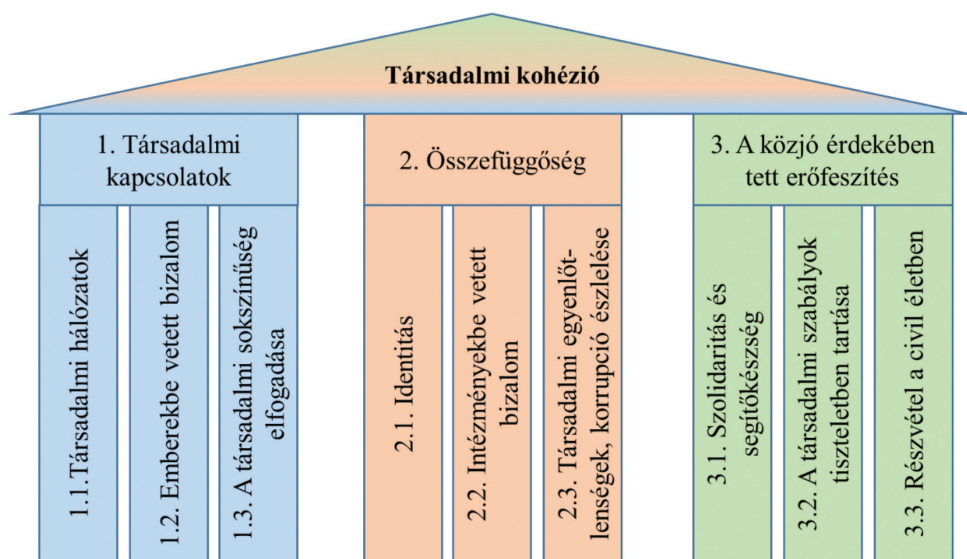 Társadalmi kohézió
1. Társadalmi
kapcsolatok
1.1.Társadalmi hálózatok
1.2. Emberekbe vetett bizalom
1.3. A társadalmi sokszínűség
elfogadása
2. Összefüggőség
2.1. Identitás
2.2. Intézményekbe vetett
bizalom
2.3. Társadalmi egyenlőt-
lenségek, korrupció észlelése
3. A közjó érdekében
tett erőfeszítés
3.1. Szolidaritás és
segítőkészség
3.2. A társadalmi szabályok
tiszteletben tartása
3.3. Részvétel a civil életben